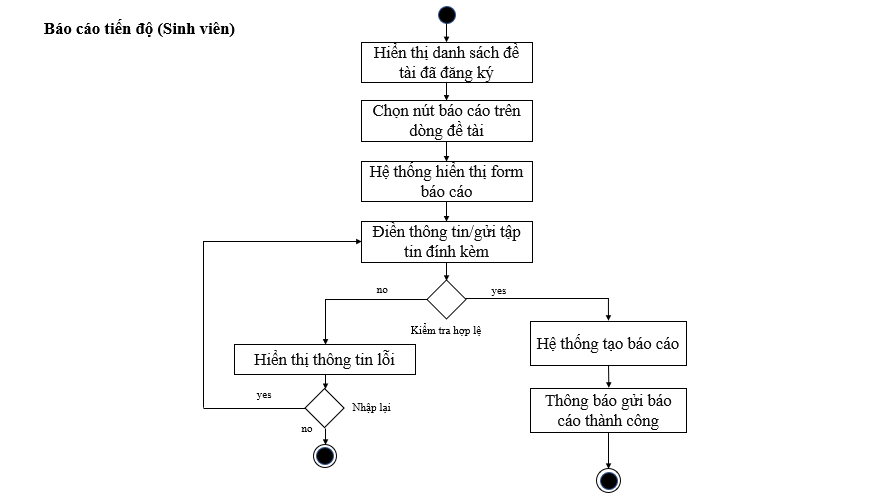 Báo cáo tiến độ (Sinh viên)
Hiển thị danh sách đề
tài đã đăng ký
Chọn nút báo cáo trên
dòng đề tài
Hệ thống hiển thị form
báo cáo
Điền thông tin/gửi tập
tin đính kèm
no
yes
Kiểm tra hợp lệ
Hệ thống tạo báo cáo
Hiển thị thông tin lỗi
yes
Nhập lại
no
Thông báo gửi báo
cáo thành công